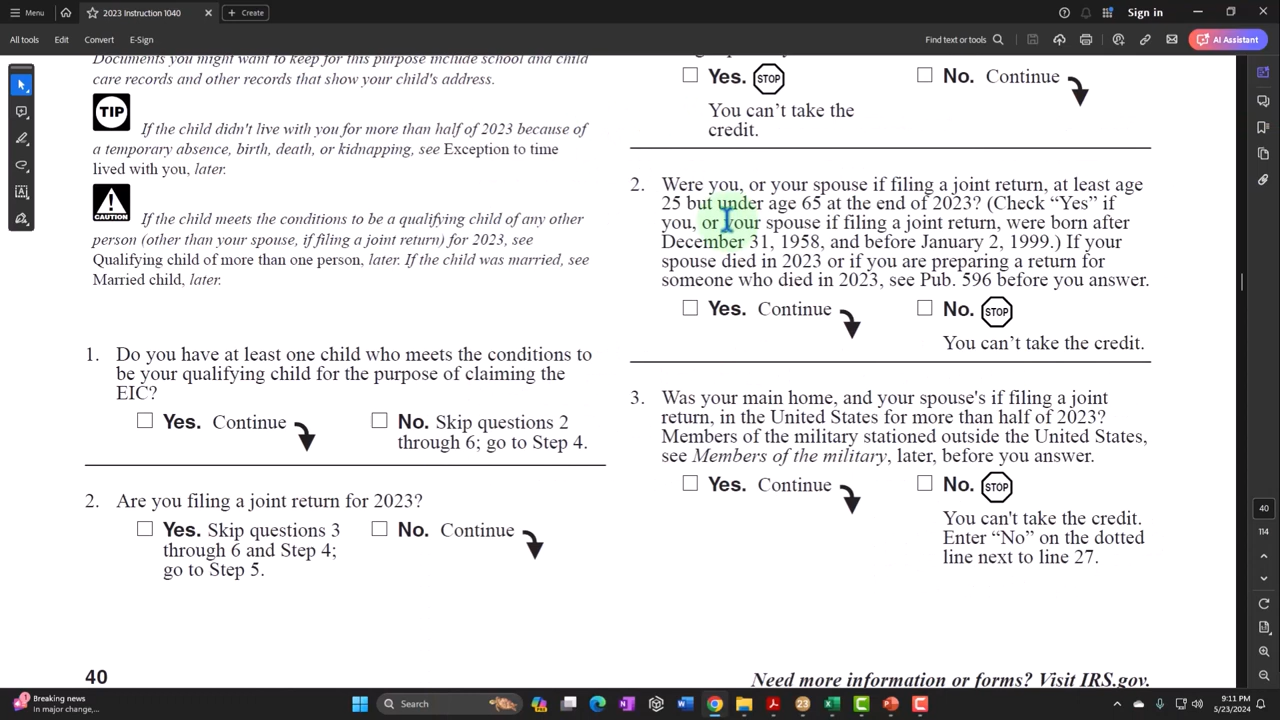 Menu
2023 Instruction 1040
Create
Sign in
All tools
Edit
Convert
E-Sign
Find text or tools
AI Assistant
Documents you might want to keep for this purpose include school and child
care records and other records that show your child's address.
TIP
If the child didn't live with you for more than half of 2023 because of
a temporary absence, birth, death, or kidnapping, see Exception to time
lived with you, later.
CAUTION
If the child meets the conditions to be a qualifying child of any other
person (other than your spouse, if filing a joint return) for 2023, see
Qualifying child of more than one person, later. If the child was married, see
Married child, later.
1. Do you have at least one child who meets the conditions to
be your qualifying child for the purpose of claiming the
EIC?
Yes. Continue
No. Skip questions 2
through 6; go to Step 4.
2. Are you filing a joint return for 2023?
Yes. Skip questions 3
through 6 and Step 4;
go to Step 5.
No. Continue
Yes. STOP
You can’t take the
credit.
No. Continue
2. Were you, or your spouse if filing a joint return, at least age
25 but under age 65 at the end of 2023? (Check “Yes” if
you, or your spouse if filing a joint return, were born after
December 31, 1958, and before January 2, 1999.) If your
spouse died in 2023 or if you are preparing a return for
someone who died in 2023, see Pub. 596 before you answer.
Yes. Continue
No. STOP
You can’t take the credit.
3. Was your main home, and your spouse's if filing a joint
return, in the United States for more than half of 2023?
Members of the military stationed outside the United States,
see Members of the military, later, before you answer.
Yes. Continue
No. STOP
You can't take the credit.
Enter “No” on the dotted
line next to line 27.
40
Need more information or forms? Visit IRS.gov.
40
114
1
Breaking news
In major change,...
Search
9:11 PM
5/23/2024